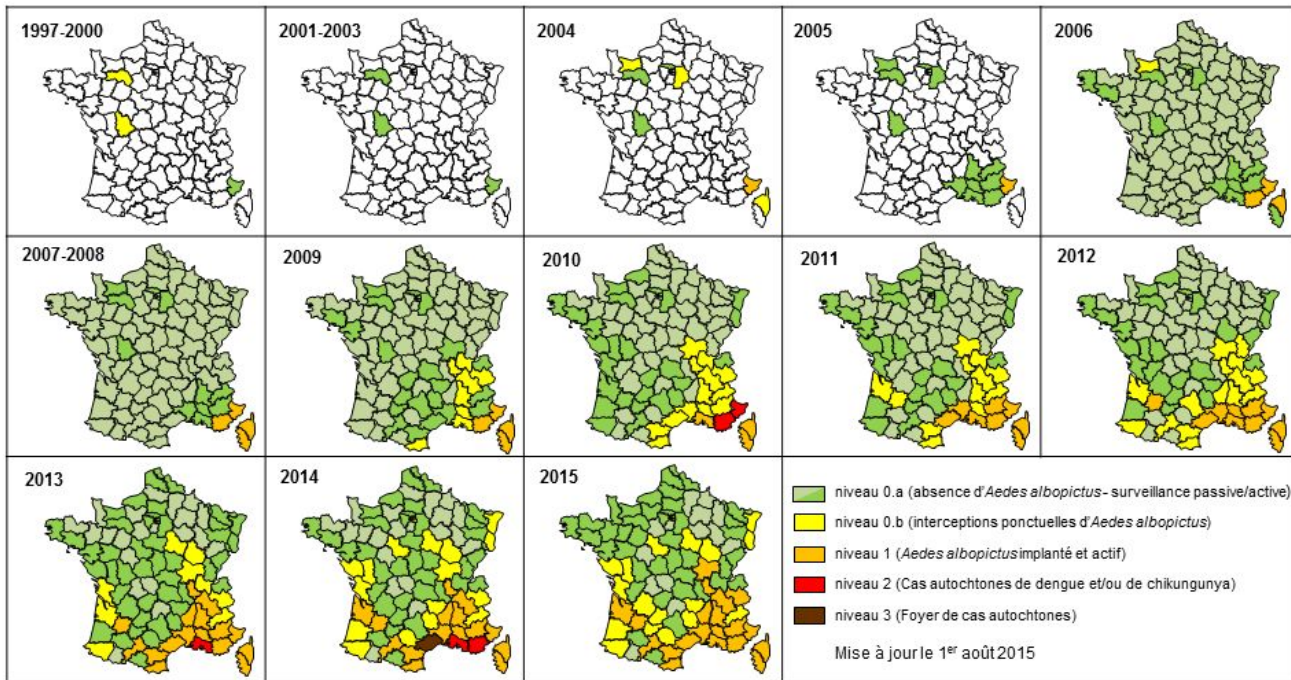 1997-2000
2001-2003
2004
2005
2006
2007-2008
2009
2010
2011
2012
2013
2014
2015
niveau 0.a (absence d'Aedes albopictus - surveillance passive/active)
niveau 0.b (interceptions ponctuelles d'Aedes albopictus)
niveau 1 (Aedes albopictus implanté et actif)
niveau 2 (Cas autochtones de dengue et/ou de chikungunya)
niveau 3 (Foyer de cas autochtones)
Mise à jour le 1er août 2015